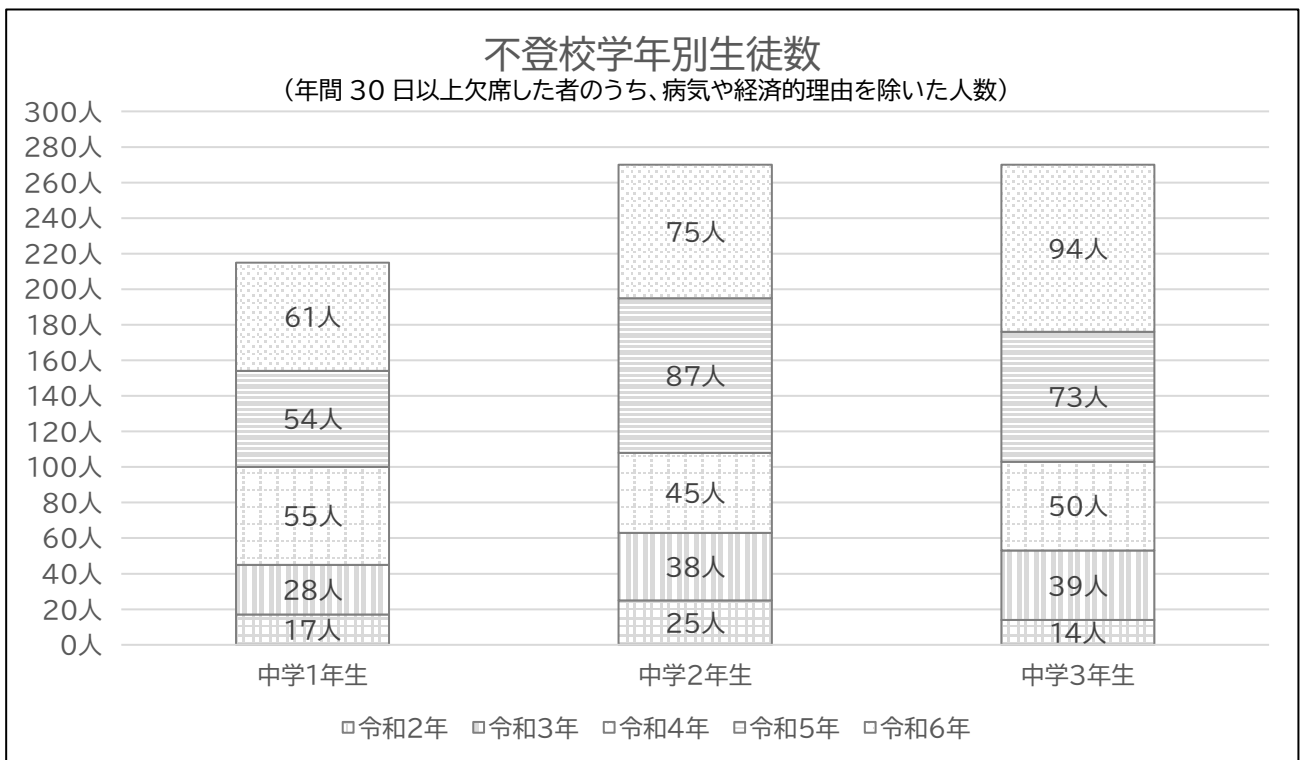 不登校学年別生徒数
（年間 30 日以上欠席した者のうち、病気や経済的理由を除いた人数）
300人
280人
260人
240人
220人
200人
180人
160人
140人
120人
100人
80人
60人
40人
20人
0人
61人
54人
55人
28人
17人
75人
87人
45人
38人
25人
94人
73人
50人
39人
14人
中学1年生 中学2年生 中学3年生
令和2年 令和3年 令和4年 令和5年 令和6年